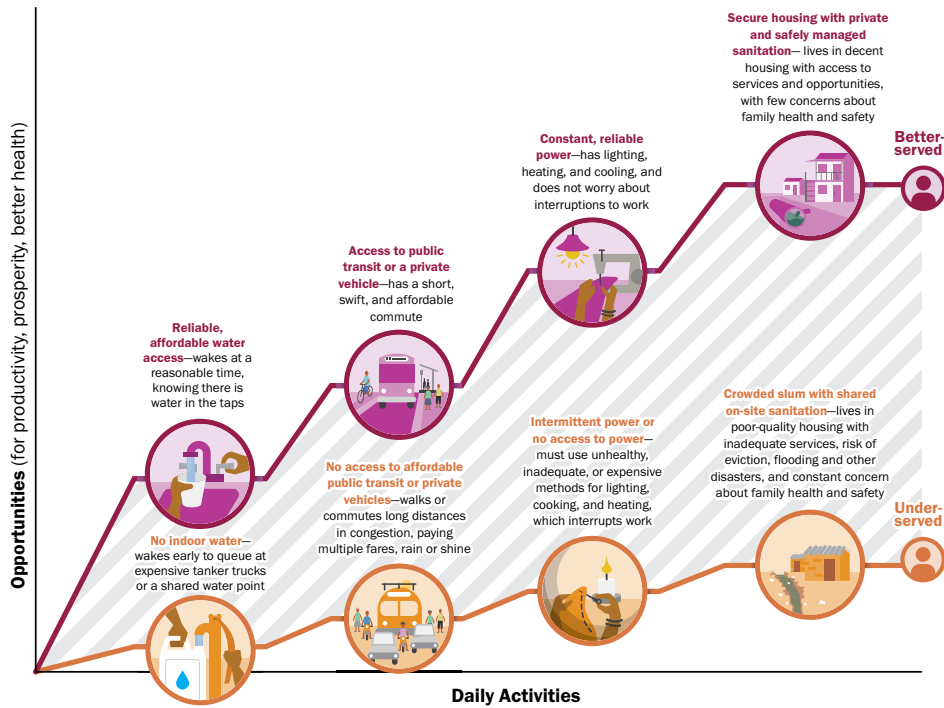 Secure housing with private
and safely managed
sanitation— lives in decent
housing with access to
services and opportunities,
with few concerns about
family health and safety
Better-
served
Constant, reliable
power—has lighting,
heating, and cooling, and
does not worry about
interruptions to work
Access to public
transit or a private
vehicle—has a short,
swift, and affordable
commute
Reliable,
affordable water
access—wakes at a
reasonable time,
knowing there is
water in the taps
Crowded slum with shared
on-site sanitation—lives in
poor-quality housing with
inadequate services, risk of
eviction, flooding and other
disasters, and constant concern
about family health and safety
Under-
served
Intermittent power or
no access to power—
must use unhealthy,
inadequate, or expensive
methods for lighting,
cooking, and heating,
which interrupts work
No access to affordable
public transit or private
vehicles—walks or
commutes long distances
in congestion, paying
multiple fares, rain or shine
No indoor water—
wakes early to queue at
expensive tanker trucks
or a shared water point
Opportunities (for productivity, prosperity, better health)
Daily Activities